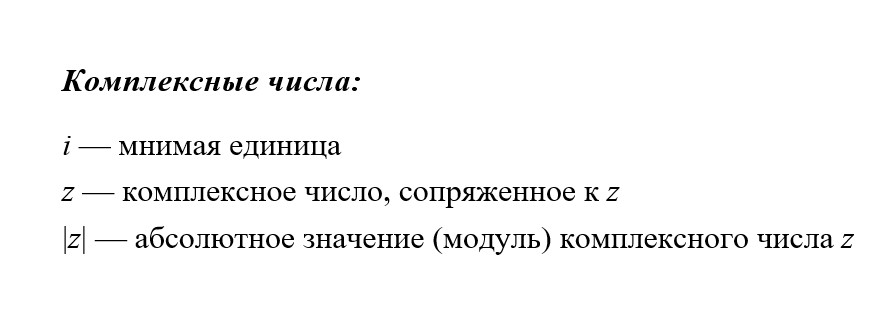 Комплексные числа:
i — мнимая единица
z — комплексное число, сопряженное к z
|z| — абсолютное значение (модуль) комплексного числа z